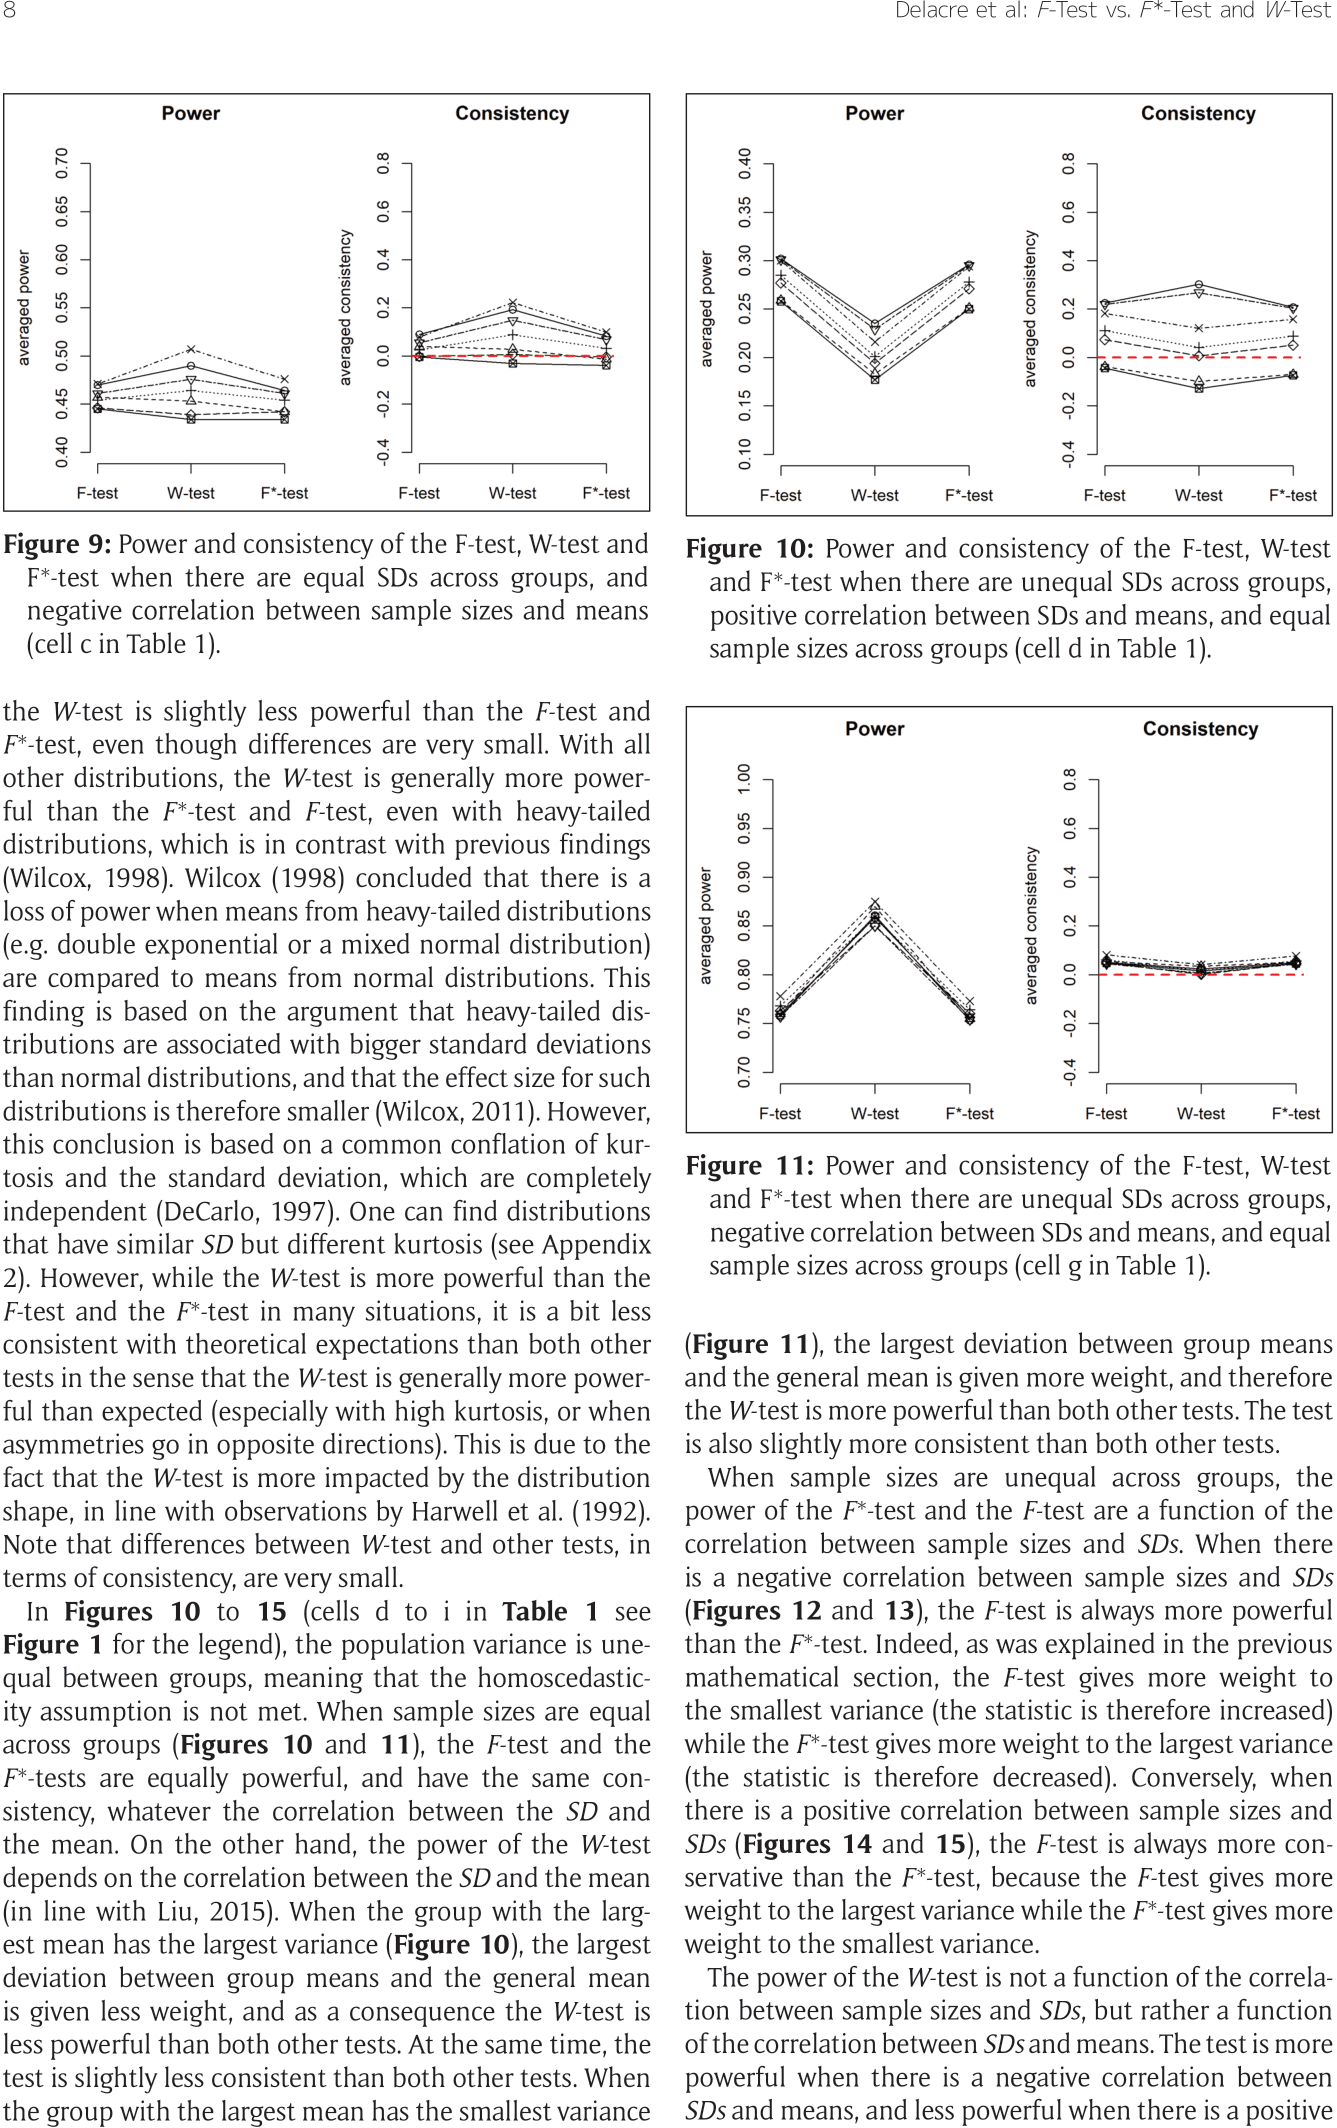 8
Delacre et al: F-Test vs. F*-Test and W-Test
Power
Consistency
averaged power
0.40 0.45 0.50 0.55 0.60 0.65 0.70
averaged consistency
-0.4 -0.2 0.0 0.2 0.4 0.6 0.8
F-test W-test F*-test
F-test W-test F*-test
Figure 9: Power and consistency of the F-test, W-test and
F*-test when there are equal SDs across groups, and
negative correlation between sample sizes and means
(cell c in Table 1).
the W-test is slightly less powerful than the F-test and
F*-test, even though differences are very small. With all
other distributions, the W-test is generally more power-
ful than the F*-test and F-test, even with heavy-tailed
distributions, which is in contrast with previous findings
(Wilcox, 1998). Wilcox (1998) concluded that there is a
loss of power when means from heavy-tailed distributions
(e.g. double exponential or a mixed normal distribution)
are compared to means from normal distributions. This
finding is based on the argument that heavy-tailed dis-
tributions are associated with bigger standard deviations
than normal distributions, and that the effect size for such
distributions is therefore smaller (Wilcox, 2011). However,
this conclusion is based on a common conflation of kur-
tosis and the standard deviation, which are completely
independent (DeCarlo, 1997). One can find distributions
that have similar SD but different kurtosis (see Appendix
2). However, while the W-test is more powerful than the
F-test and the F*-test in many situations, it is a bit less
consistent with theoretical expectations than both other
tests in the sense that the W-test is generally more power-
ful than expected (especially with high kurtosis, or when
asymmetries go in opposite directions). This is due to the
fact that the W-test is more impacted by the distribution
shape, in line with observations by Harwell et al. (1992).
Note that differences between W-test and other tests, in
terms of consistency, are very small.
In Figures 10 to 15 (cells d to i in Table 1 see
Figure 1 for the legend), the population variance is une-
qual between groups, meaning that the homoscedastic-
ity assumption is not met. When sample sizes are equal
across groups (Figures 10 and 11), the F-test and the
F*-tests are equally powerful, and have the same con-
sistency, whatever the correlation between the SD and
the mean. On the other hand, the power of the W-test
depends on the correlation between the SD and the mean
(in line with Liu, 2015). When the group with the larg-
est mean has the largest variance (Figure 10), the largest
deviation between group means and the general mean
is given less weight, and as a consequence the W-test is
less powerful than both other tests. At the same time, the
test is slightly less consistent than both other tests. When
the group with the largest mean has the smallest variance
Power
Consistency
averaged power
0.10 0.15 0.20 0.25 0.30 0.35 0.40
averaged consistency
-0.4 -0.2 0.0 0.2 0.4 0.6 0.8
F-test W-test F*-test
F-test W-test F*-test
Figure 10: Power and consistency of the F-test, W-test
and F*-test when there are unequal SDs across groups,
positive correlation between SDs and means, and equal
sample sizes across groups (cell d in Table 1).
Power
Consistency
averaged power
0.70 0.75 0.80 0.85 0.90 0.95 1.00
averaged consistency
-0.4 -0.2 0.0 0.2 0.4 0.6 0.8
F-test W-test F*-test
F-test W-test F*-test
Figure 11: Power and consistency of the F-test, W-test
and F*-test when there are unequal SDs across groups,
negative correlation between SDs and means, and equal
sample sizes across groups (cell g in Table 1).
(Figure 11), the largest deviation between group means
and the general mean is given more weight, and therefore
the W-test is more powerful than both other tests. The test
is also slightly more consistent than both other tests.
When sample sizes are unequal across groups, the
power of the F*-test and the F-test are a function of the
correlation between sample sizes and SDs. When there
is a negative correlation between sample sizes and SDs
(Figures 12 and 13), the F-test is always more powerful
than the F*-test. Indeed, as was explained in the previous
mathematical section, the F-test gives more weight to
the smallest variance (the statistic is therefore increased)
while the F*-test gives more weight to the largest variance
(the statistic is therefore decreased). Conversely, when
there is a positive correlation between sample sizes and
SDs (Figures 14 and 15), the F-test is always more con-
servative than the F*-test, because the F-test gives more
weight to the largest variance while the F*-test gives more
weight to the smallest variance.
The power of the W-test is not a function of the correla-
tion between sample sizes and SDs, but rather a function
of the correlation between SDs and means. The test is more
powerful when there is a negative correlation between
SDs and means, and less powerful when there is a positive